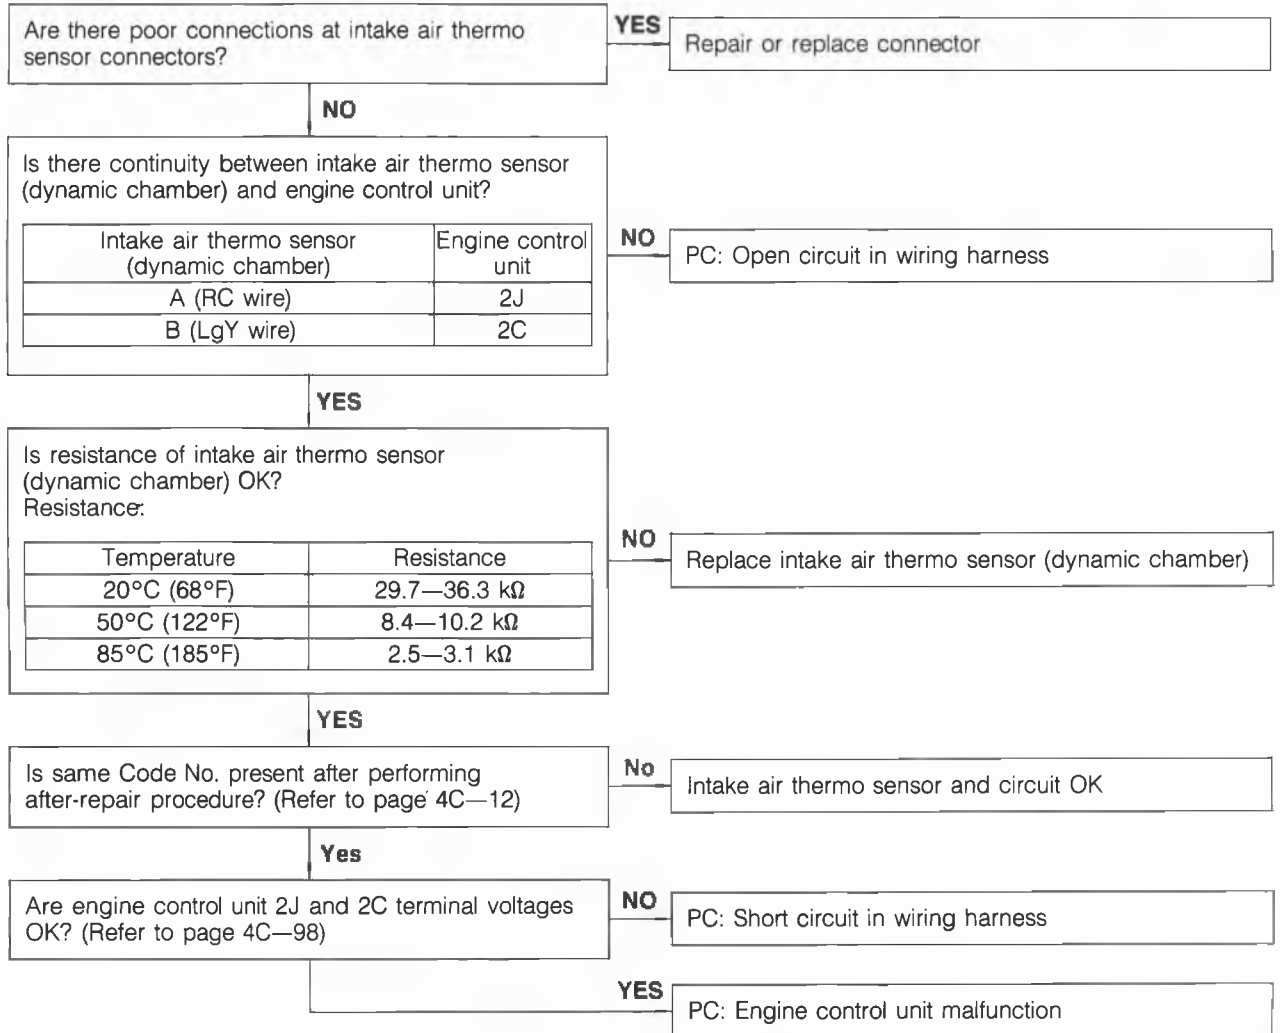 Are there poor connections at intake air thermo
sensor connectors?
YES
Repair or replace connector
NO
Is there continuity between intake air thermo sensor
(dynamic chamber) and engine control unit?
Intake air thermo sensor
(dynamic chamber)
Engine control
unit
A (RC wire)
2J
B (LgY wire)
2C
NO
PC: Open circuit in wiring harness
YES
Is resistance of intake air thermo sensor
(dynamic chamber) OK?
Resistance:
Temperature
Resistance
20°C (68°F)
29.7—36.3 kΩ
50°C (122°F)
8.4—10.2 kΩ
85°C (185°F)
2.5—3.1 kΩ
NO
Replace intake air thermo sensor (dynamic chamber)
YES
Is same Code No. present after performing
after-repair procedure? (Refer to page 4C—12)
No
Intake air thermo sensor and circuit OK
Yes
Are engine control unit 2J and 2C terminal voltages
OK? (Refer to page 4C—98)
NO
PC: Short circuit in wiring harness
YES
PC: Engine control unit malfunction